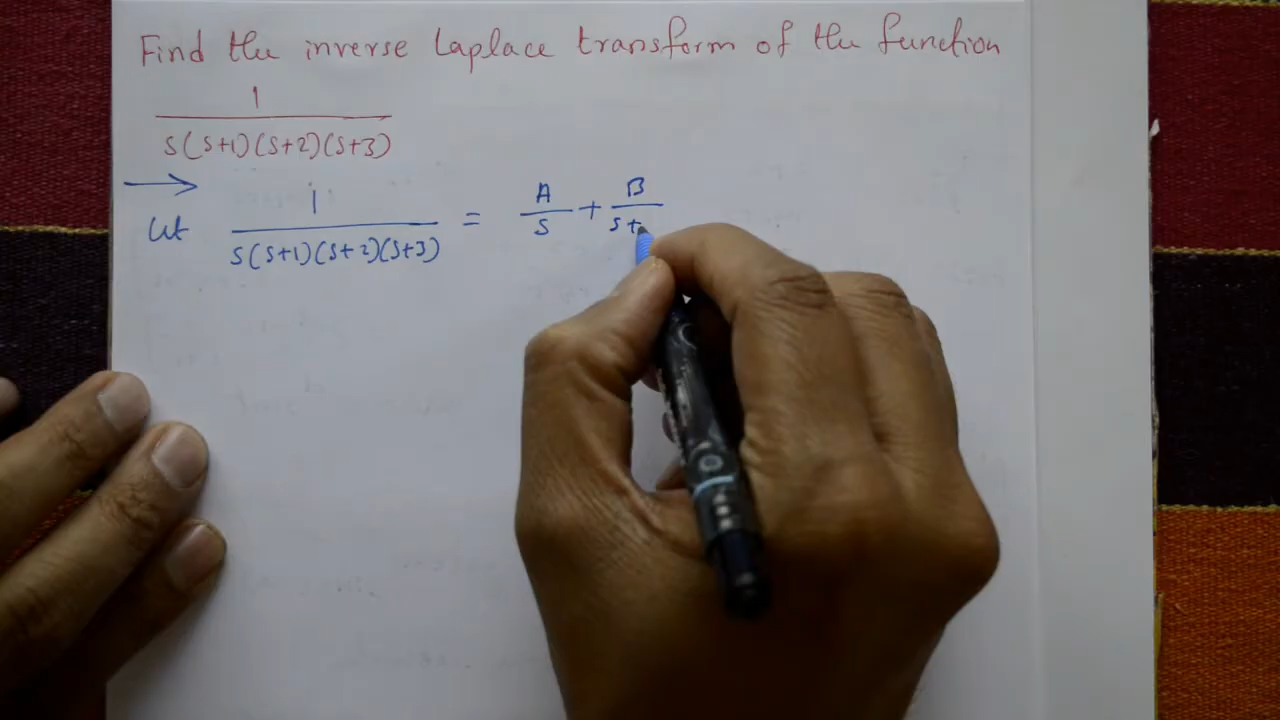 Find the inverse Laplace transform of the function
1
s(s+1)(s+2)(s+3)
→
Let 1 / s(s+1)(s+2)(s+3) = A/s + B/s+